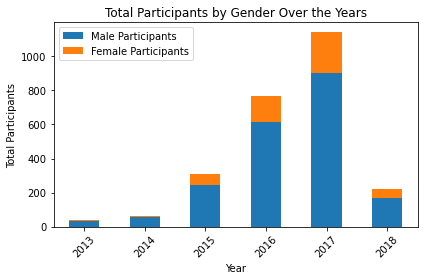 Total Participants by Gender Over the Years
Male Participants
Female Participants
Total Participants
1000
800
600
400
200
0
2013
2014
2015
2016
2017
2018
Year